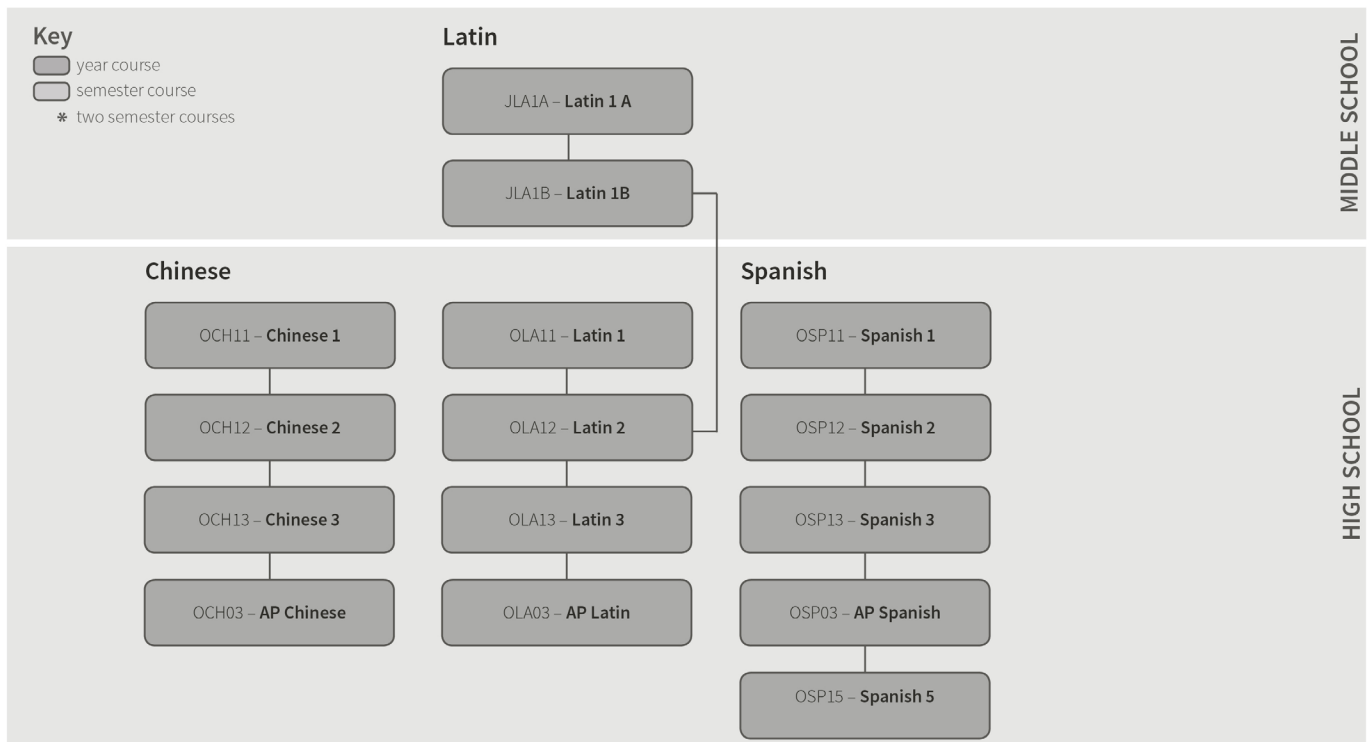 Key
year course
semester course
* two semester courses
Latin
JLA1A – Latin 1 A
JLA1B – Latin 1B
MIDDLE SCHOOL
Chinese
OCH11 – Chinese 1
OCH12 – Chinese 2
OCH13 – Chinese 3
OCH03 – AP Chinese
OLA11 – Latin 1
OLA12 – Latin 2
OLA13 – Latin 3
OLA03 – AP Latin
Spanish
OSP11 – Spanish 1
OSP12 – Spanish 2
OSP13 – Spanish 3
OSP03 – AP Spanish
OSP15 – Spanish 5
HIGH SCHOOL